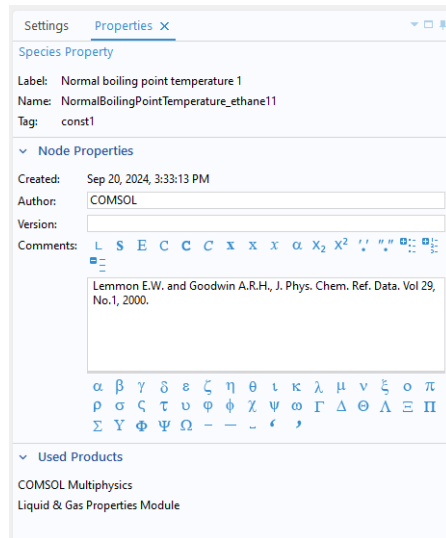 Settings Properties
Species Property
Label: Normal boiling point temperature 1
Name: NormalBoilingPointTemperature_ethane11
Tag: const1
Node Properties
Created: Sep 20, 2024, 3:33:13 PM
Author: COMSOL
Version:
Comments: L S E C C C x x x α X₂ X² '.' "."
Lemmon E.W. and Goodwin A.R.H., J. Phys. Chem. Ref. Data. Vol 29,
No.1, 2000.
α β γ δ ε ζ η θ ι κ λ μ ν ξ ο π
ρ σ ς τ υ φ ϕ χ ψ ω Γ Δ Θ Λ Ξ Π
Σ Υ Φ Ψ Ω – — ‘ ’
Used Products
COMSOL Multiphysics
Liquid & Gas Properties Module